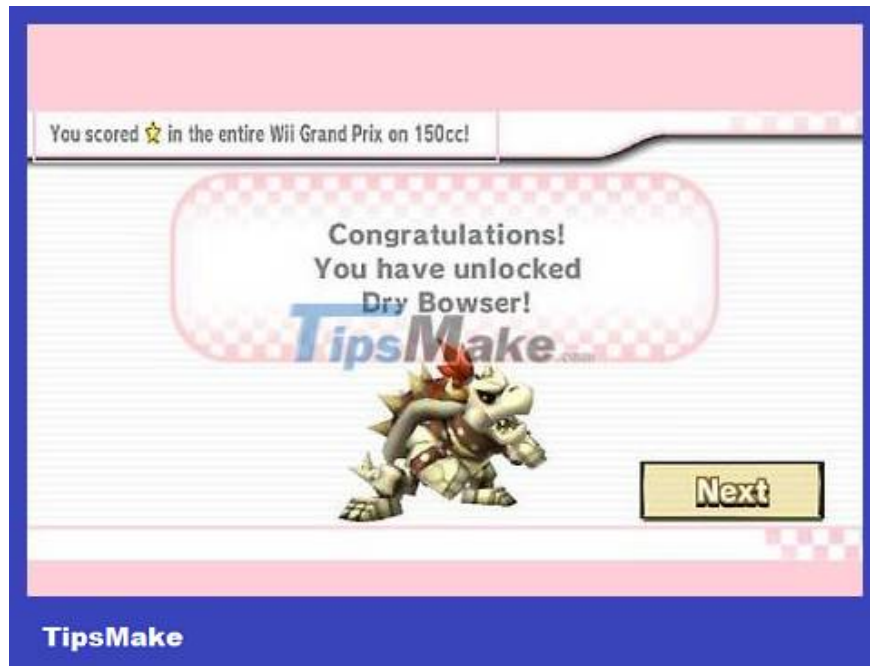 You scored ☆ in the entire Wii Grand Prix on 150cc!
Congratulations!
You have unlocked
Dry Bowser!
TipsMake.com
Next
TipsMake